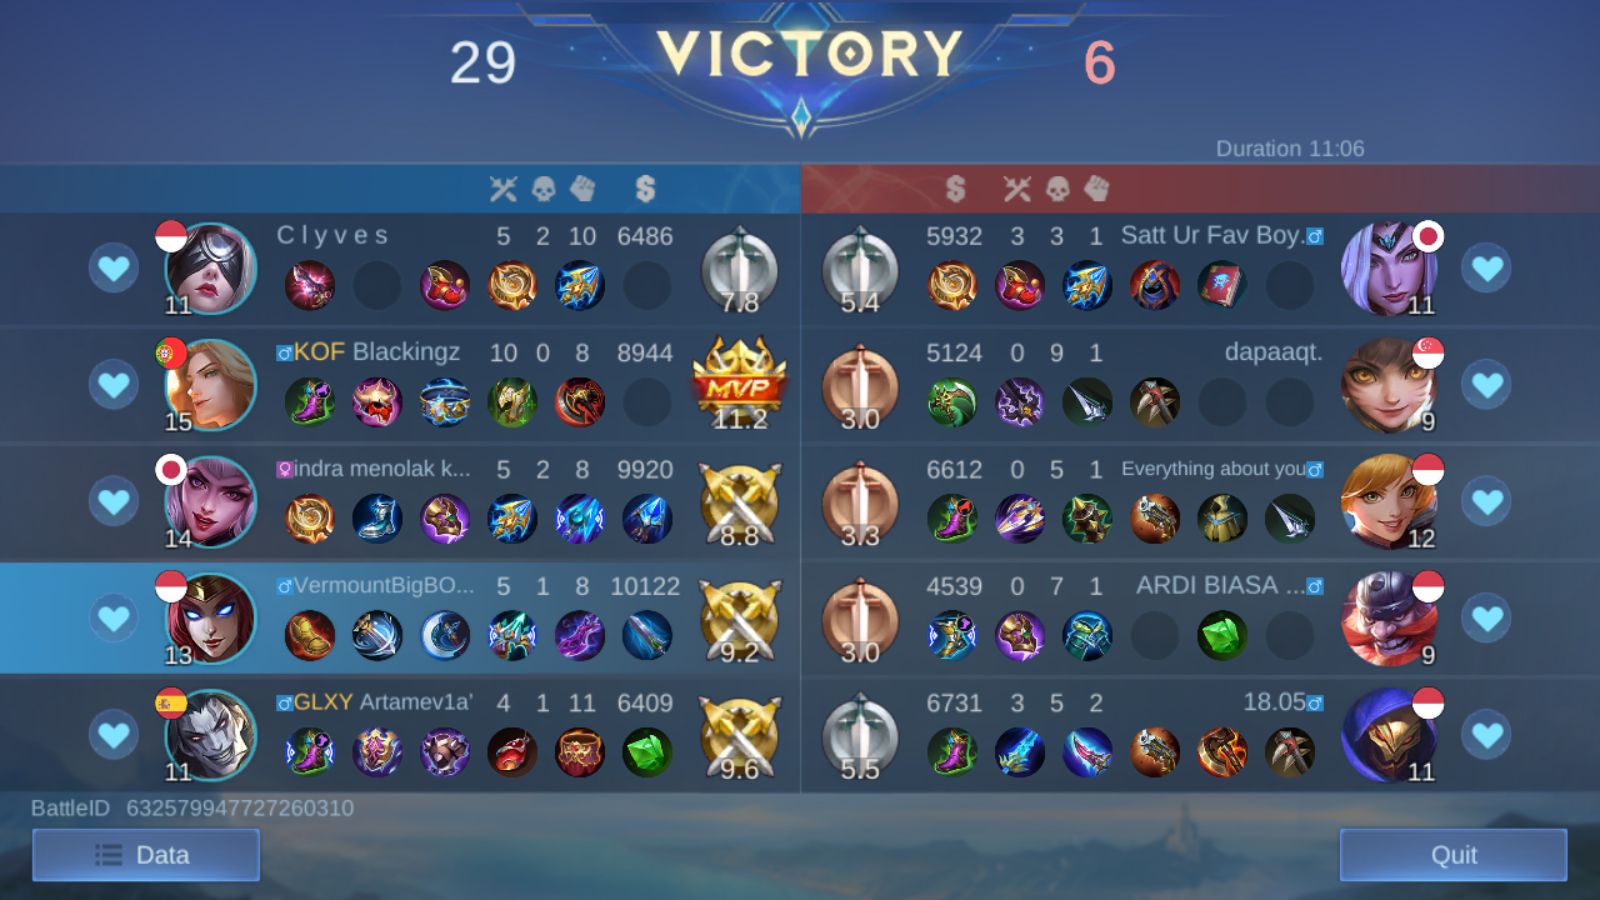 29 VICTORY 6
Duration 11:06
C l y v e s 5 2 10 6486
11 7.8
5932 3 3 1 Satt Ur Fav Boy.
5.4 11
KOF Blackingz 10 0 8 8944
15 MVP 11.2
5124 0 9 1 dapaaqt.
3.0 9
indra menolak k... 5 2 8 9920
14 8.8
6612 0 5 1 Everything about you
3.3 12
VermountBigBO... 5 1 8 10122
13 9.2
4539 0 7 1 ARDI BIASA ...
3.0 9
GLXY Artamev1a' 4 1 11 6409
11 9.6
6731 3 5 2 18.05
5.5 11
BattleID 632579947727260310
Data Quit